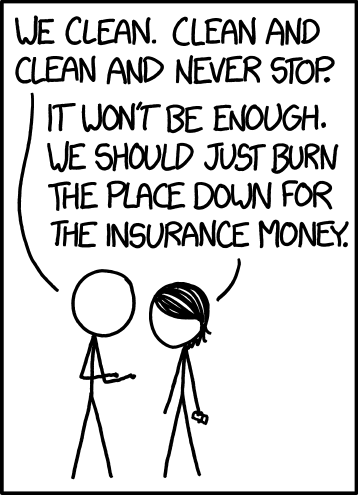 WE CLEAN. CLEAN AND
CLEAN AND NEVER STOP.
IT WON'T BE ENOUGH.
WE SHOULD JUST BURN
THE PLACE DOWN FOR
THE INSURANCE MONEY.